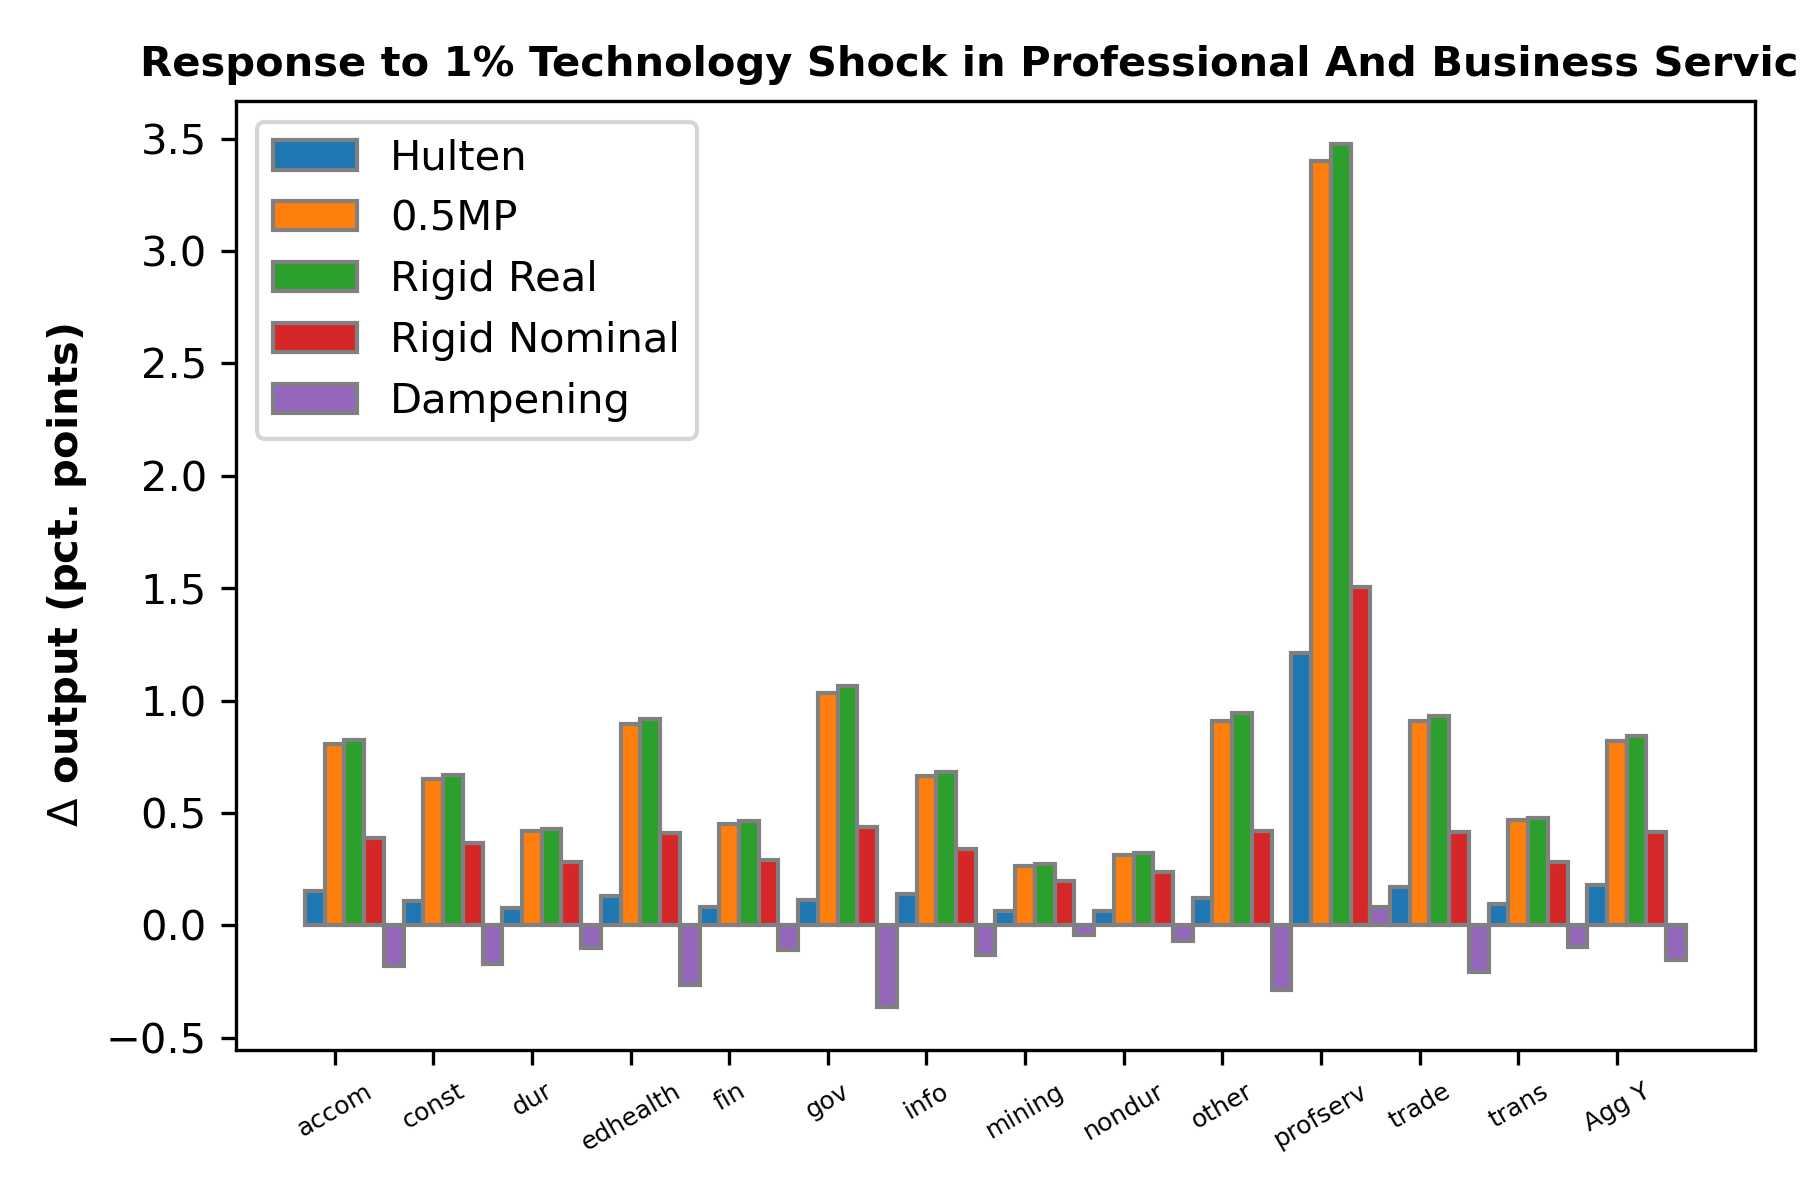 Response to 1% Technology Shock in Professional And Business Servic
Δ output (pct. points)
3.5
3.0
2.5
2.0
1.5
1.0
0.5
0.0
−0.5
Hulten
0.5MP
Rigid Real
Rigid Nominal
Dampening
accom
const
dur
edhealth
fin
gov
info
mining
nondur
other
profserv
trade
trans
Agg Y